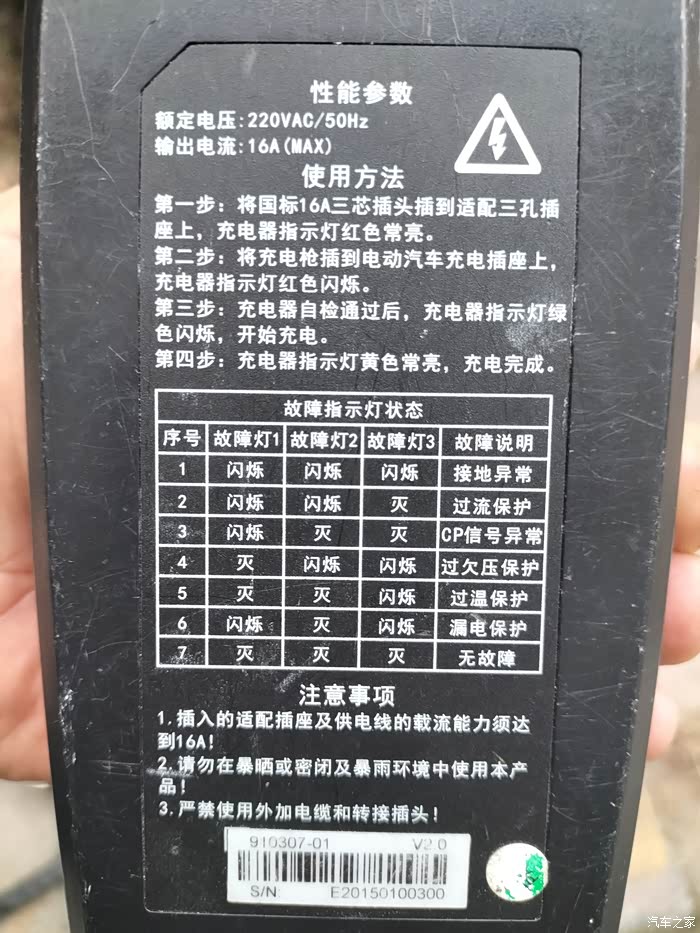 性能参数
额定电压:220VAC/50Hz
输出电流:16A(MAX)
使用方法
第一步：将国标16A三芯插头插到适配三孔插
座上，充电器指示灯红色常亮。
第二步：将充电枪插到电动汽车充电插座上，
充电器指示灯红色闪烁。
第三步：充电器自检通过后，充电器指示灯绿
色闪烁，开始充电。
第四步：充电器指示灯黄色常亮，充电完成。
故障指示灯状态
序号 故障灯1 故障灯2 故障灯3 故障说明
1 闪烁 闪烁 闪烁 接地异常
2 闪烁 闪烁 灭 过流保护
3 闪烁 灭 灭 CP信号异常
4 灭 闪烁 闪烁 过欠压保护
5 灭 灭 闪烁 过温保护
6 闪烁 灭 闪烁 漏电保护
7 灭 灭 灭 无故障
注意事项
1.插入的适配插座及供电线的载流能力须达
到16A!
2.请勿在暴晒或密闭及暴雨环境中使用本产
品!
3.严禁使用外加电缆和转接插头!
910307-01 V2.0
S/N: E20150100300
汽车之家